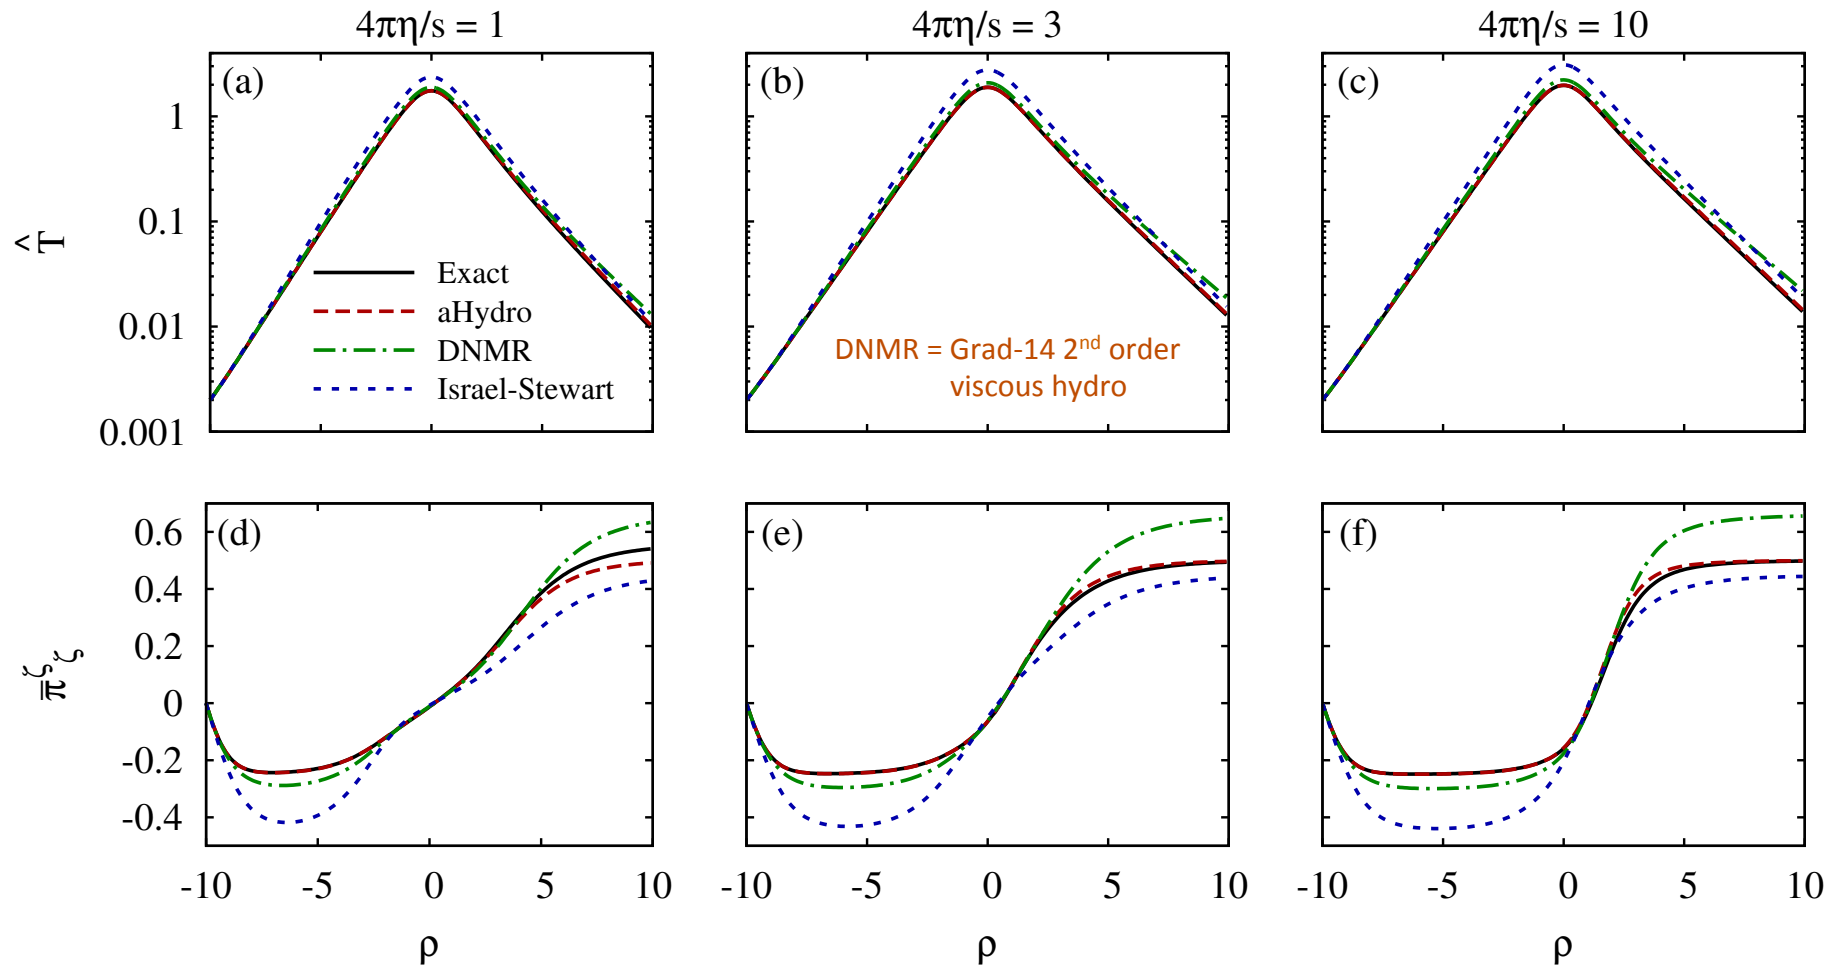 4πη/s = 1
4πη/s = 3
4πη/s = 10
(a)
(b)
(c)
1
0.1
0.01
0.001
T̂
Exact
aHydro
DNMR
Israel-Stewart
DNMR = Grad-14 2nd order
viscous hydro
(d)
(e)
(f)
0.6
0.4
0.2
0
-0.2
-0.4
π̄ζζ
-10 -5 0 5 10
-10 -5 0 5 10
-10 -5 0 5 10
ρ
ρ
ρ